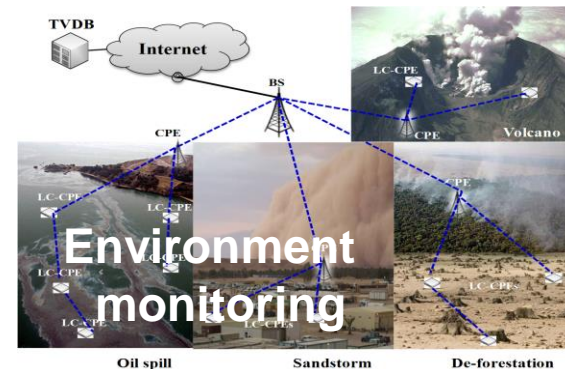 TVDB
Internet
BS
LC-CPE
CPE
Volcano
CPE
LC-CPE
LC-CPE
CPE
Environment
monitoring
LC-CPE
LC-CPE
LC-CPEs
LC-CPE
LC-CPEs
Oil spill
Sandstorm
De-forestation